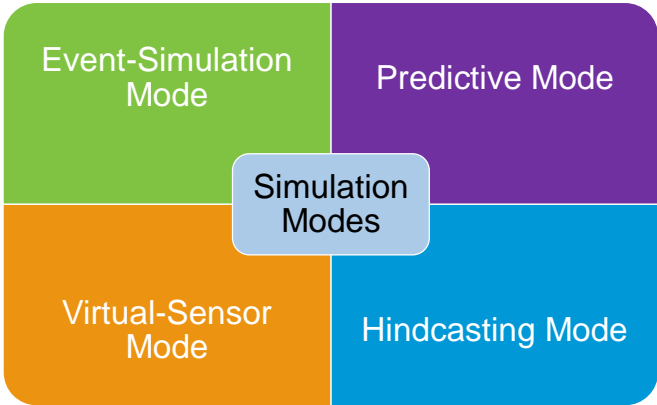 Event-Simulation
Mode
Predictive Mode
Simulation
Modes
Virtual-Sensor
Mode
Hindcasting Mode